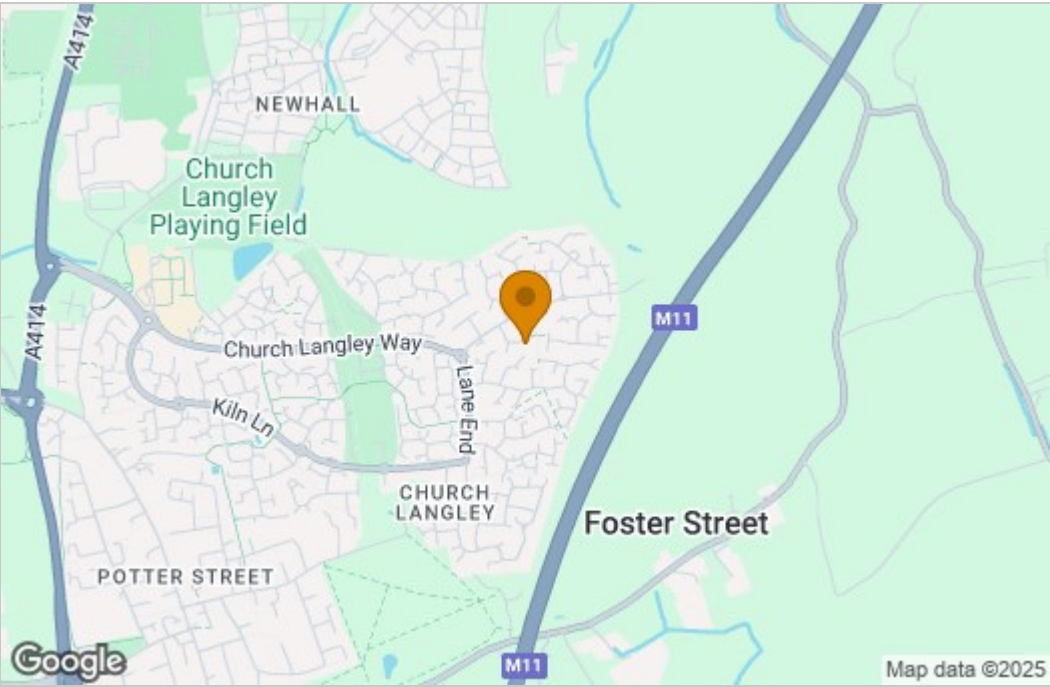 A414
NEWHALL
Church
Langley
Playing Field
M11
A414
Church Langley Way
Lane End
Kiln Ln
CHURCH
LANGLEY
Foster Street
POTTER STREET
Google
M11
Map data ©2025